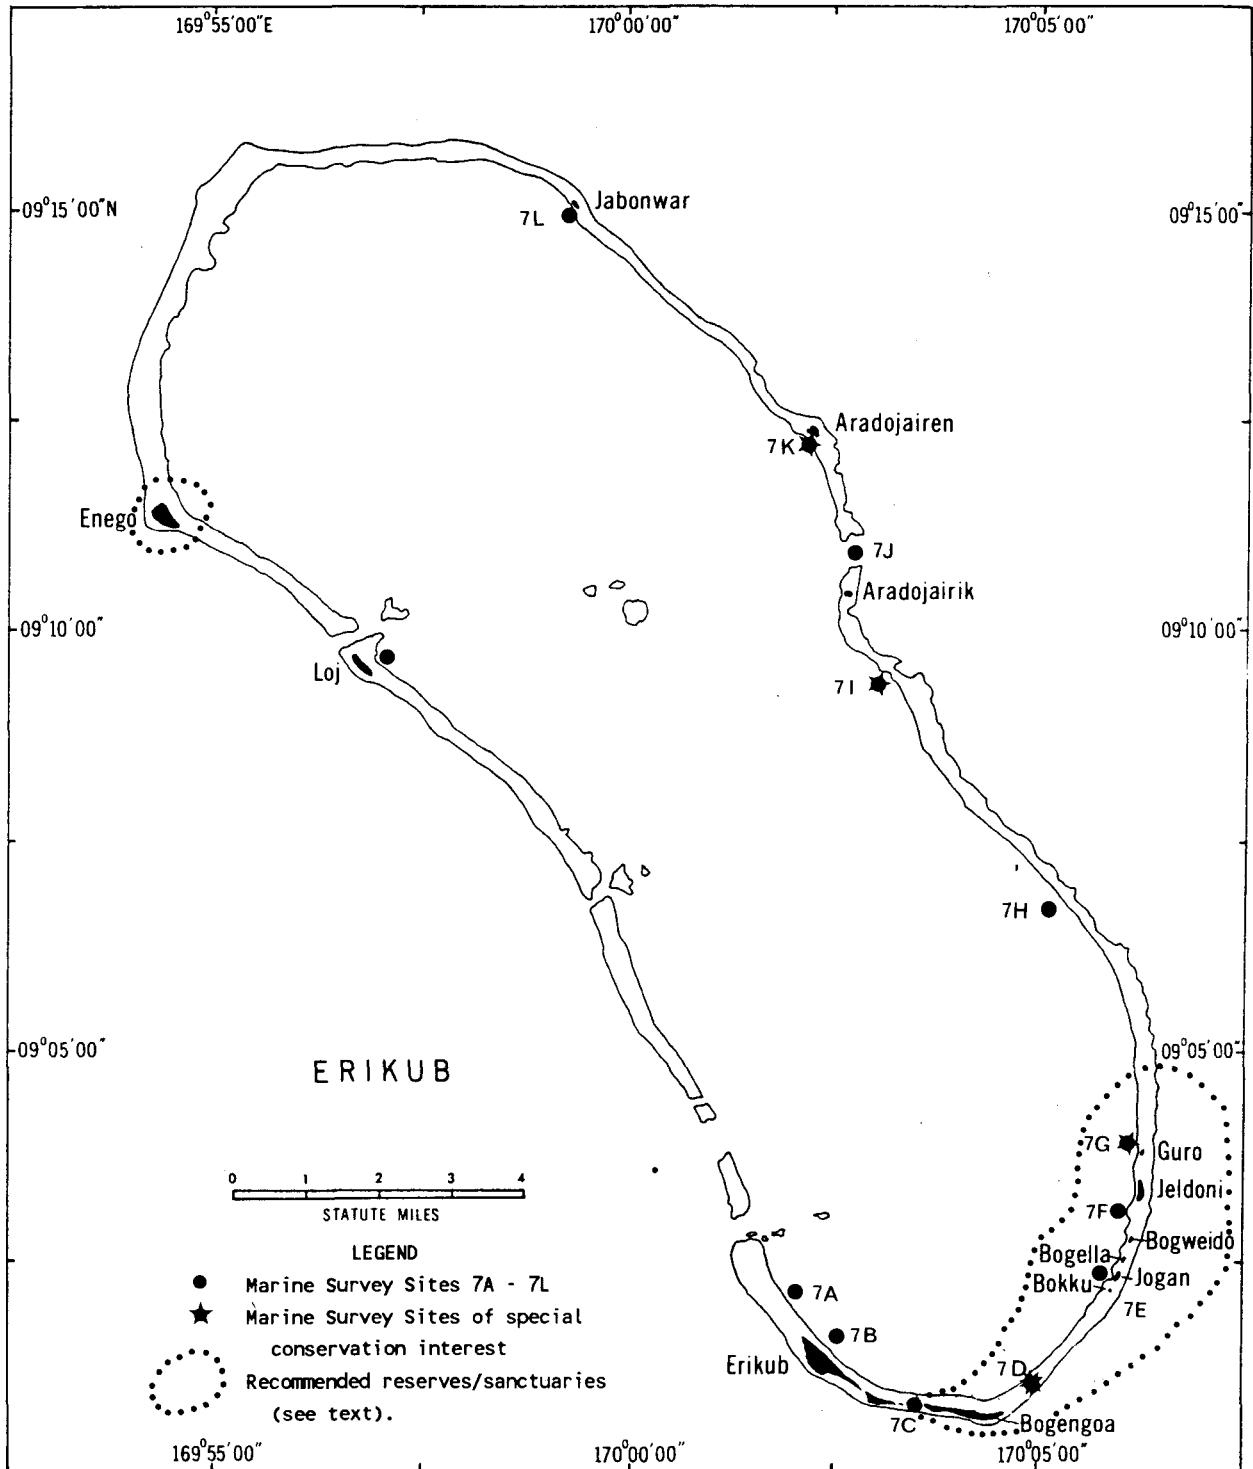 169°55'00"E
170°00'00"
170°05'00"
Jabonwar
09°15'00"N
7L
09°15'00"
Aradojairen
7K
Enego
7J
Aradojairik
09°10'00"
09°10'00"
Loj
7I
7H
09°05'00"
09°05'00"
ERIKUB
7G
Guro
0 1 2 3 4
Jeldoni
STATUTE MILES
7F
Bogweido
LEGEND
Bogella
Jogan
Marine Survey Sites 7A - 7L
Bokku
7A
7E
Marine Survey Sites of special
conservation interest
7B
Erikub
7D
Recommended reserves/sanctuaries
(see text).
7C
Bogengoa
169°55'00"
170°00'00"
170°05'00"